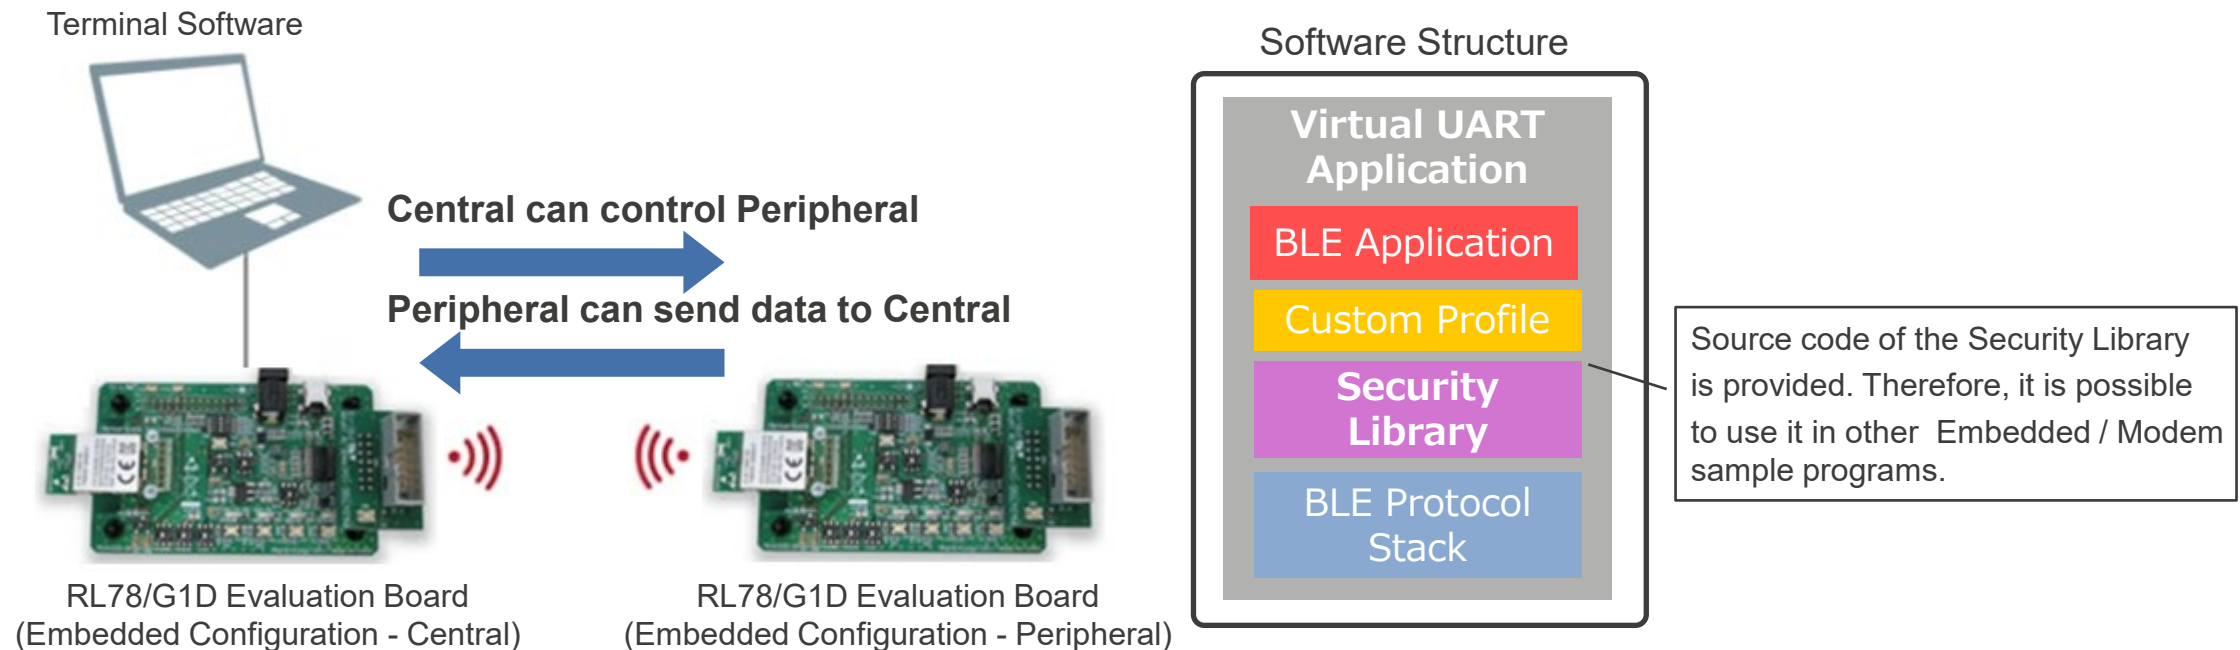 Terminal Software
Central can control Peripheral
Peripheral can send data to Central
RL78/G1D Evaluation Board
(Embedded Configuration - Central)
RL78/G1D Evaluation Board
(Embedded Configuration - Peripheral)
Software Structure
Virtual UART
Application
BLE Application
Custom Profile
Security
Library
BLE Protocol
Stack
Source code of the Security Library
is provided. Therefore, it is possible
to use it in other  Embedded / Modem
sample programs.